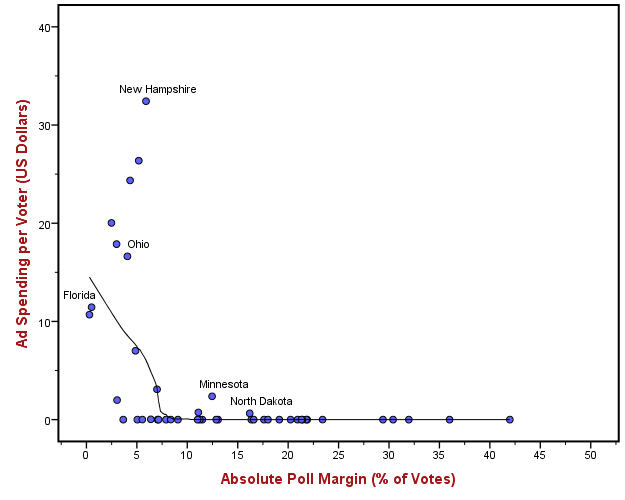 40
New Hampshire
30
Ad Spending per Voter (US Dollars)
20
Ohio
Florida
10
Minnesota
North Dakota
0
0 5 10 15 20 25 30 35 40 45 50
Absolute Poll Margin (% of Votes)